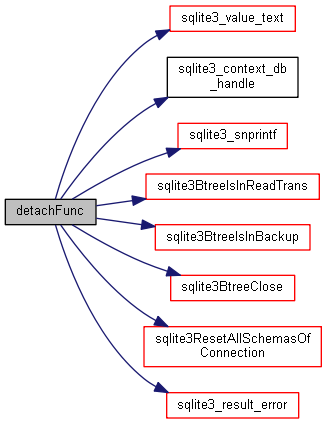 sqlite3_value_text
sqlite3_context_db
_handle
sqlite3_snprintf
detachFunc
sqlite3BtreeIsInReadTrans
sqlite3BtreeIsInBackup
sqlite3BtreeClose
sqlite3ResetAllSchemasOf
Connection
sqlite3_result_error